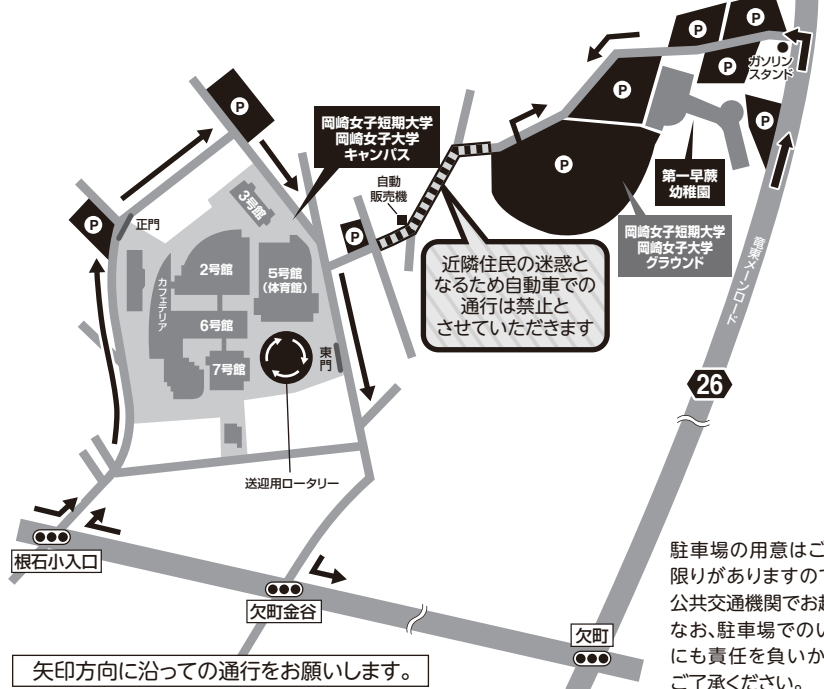 P
P
P
P
P
P
P
P
P
ガソリン
スタンド
岡崎女子短期大学
岡崎女子大学
キャンパス
自動
販売機
第一早蕨
幼稚園
岡崎女子短期大学
岡崎女子大学
グラウンド
竜東メーンロード
正門
3号館
2号館
5号館
(体育館)
カフェテリア
6号館
7号館
東門
近隣住民の迷惑と
なるため自動車での
通行は禁止と
させていただきます
26
送迎用ロータリー
根石小入口
欠町金谷
欠町
駐車場の用意はご
限りがありますので
公共交通機関でお越
なお、駐車場でのい
にも責任を負いか
ご了承ください。
矢印方向に沿っての通行をお願いします。